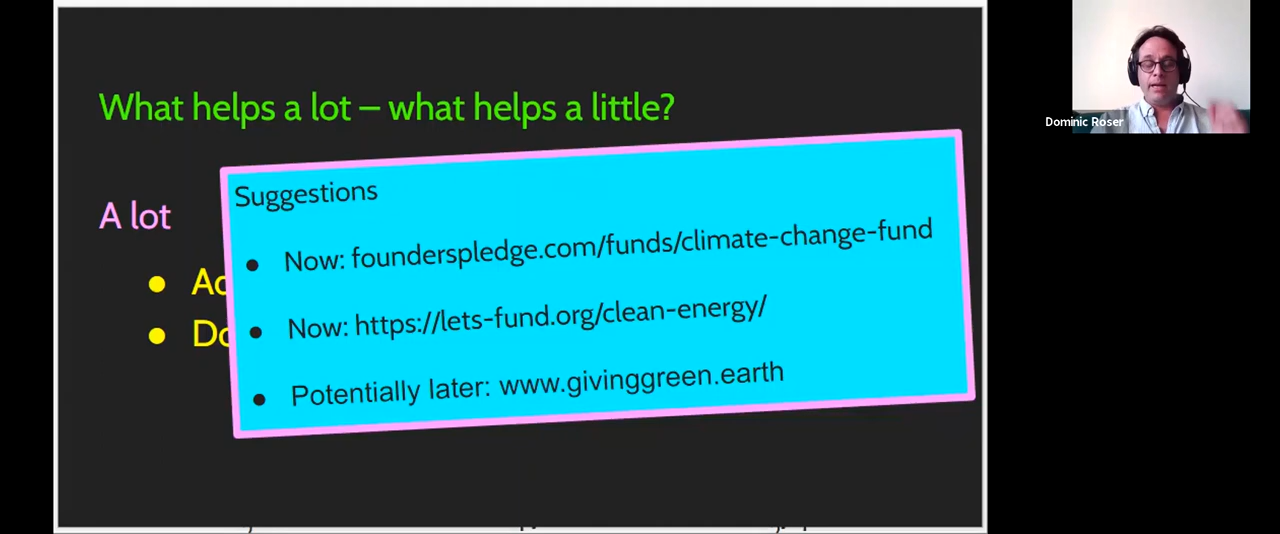 What helps a lot – what helps a little?
Dominic Roser
Suggestions
A lot
Now: founderspledge.com/funds/climate-change-fund
Now: https://lets-fund.org/clean-energy/
Potentially later: www.givinggreen.earth